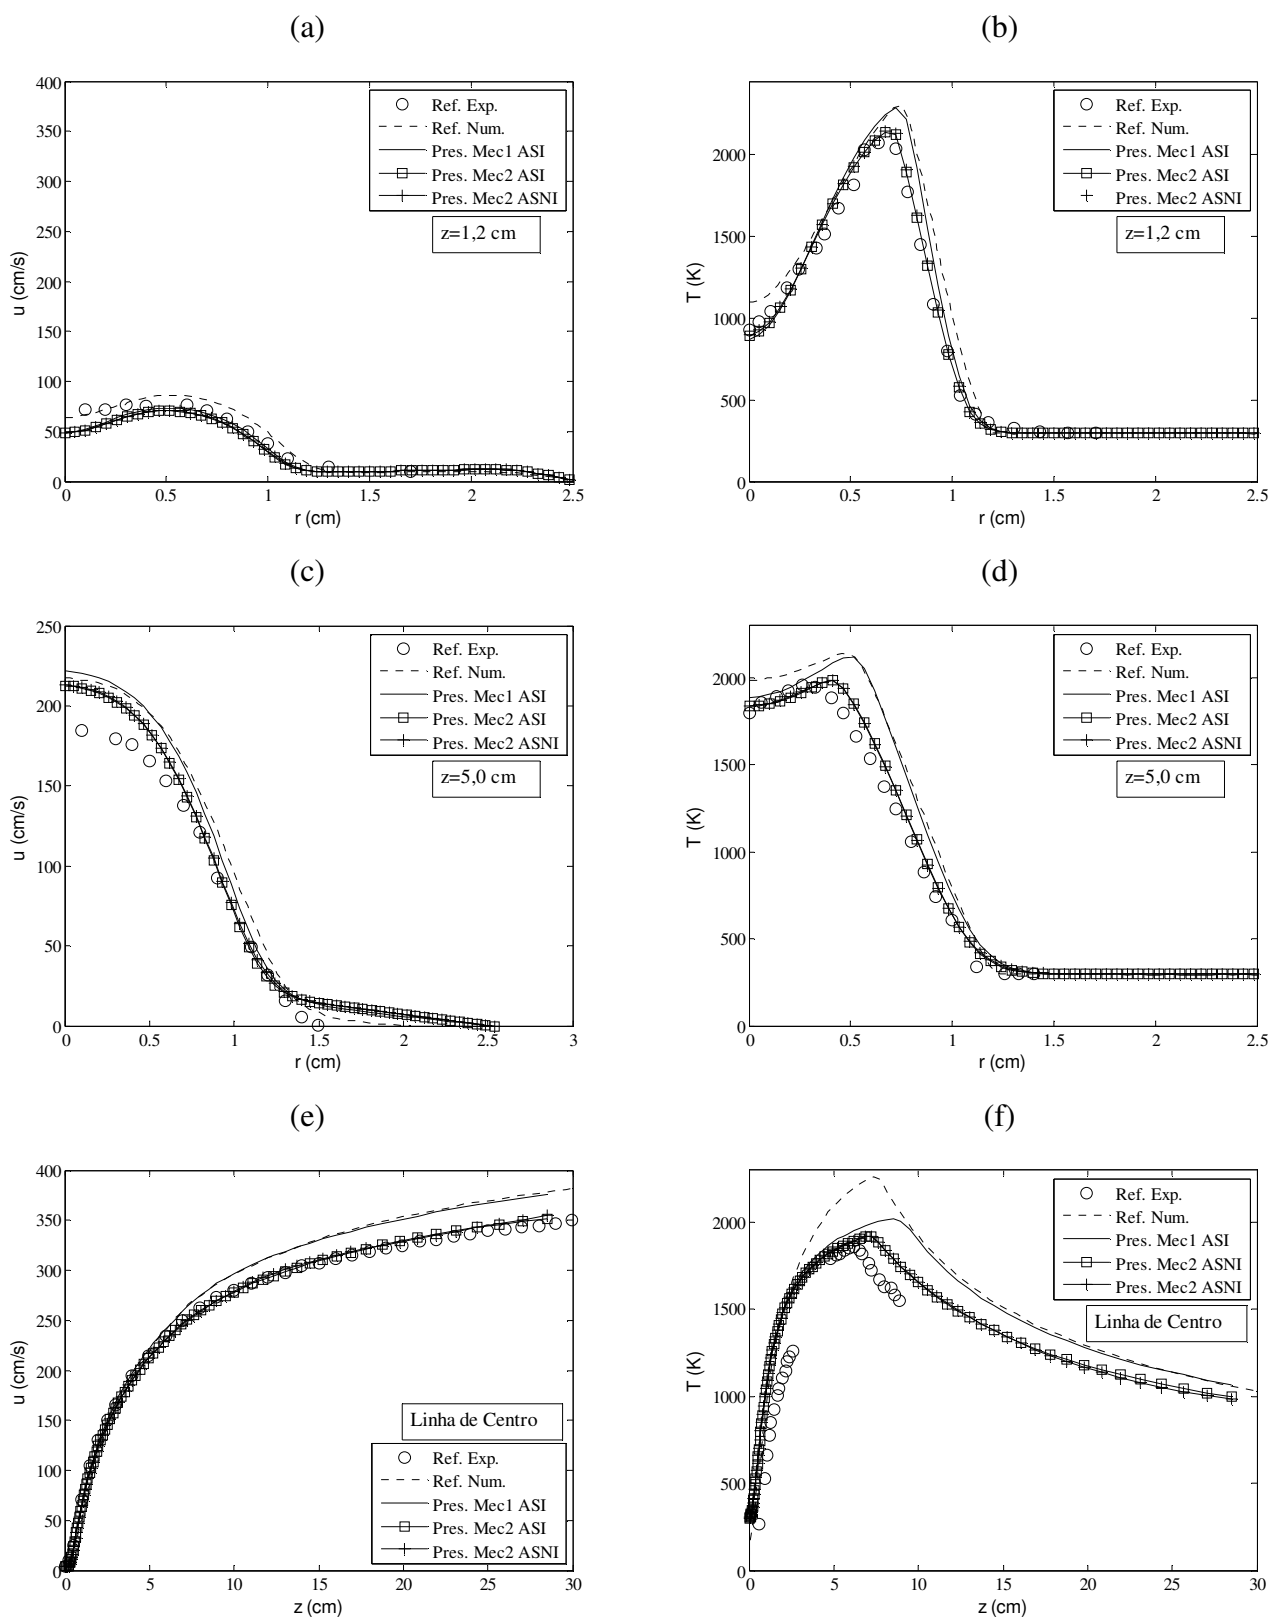 (a)
400
350
300
250
200
150
100
50
0
0
0.5
1
1.5
2
2.5
u (cm/s)
r (cm)
Ref. Exp.
Ref. Num.
Pres. Mec1 ASI
Pres. Mec2 ASI
Pres. Mec2 ASNI
z=1,2 cm
(b)
2000
1500
1000
500
0
0
0.5
1
1.5
2
2.5
T (K)
r (cm)
Ref. Exp.
Ref. Num.
Pres. Mec1 ASI
Pres. Mec2 ASI
Pres. Mec2 ASNI
z=1,2 cm
(c)
250
200
150
100
50
0
0
0.5
1
1.5
2
2.5
3
u (cm/s)
r (cm)
Ref. Exp.
Ref. Num.
Pres. Mec1 ASI
Pres. Mec2 ASI
Pres. Mec2 ASNI
z=5,0 cm
(d)
2000
1500
1000
500
0
0
0.5
1
1.5
2
2.5
T (K)
r (cm)
Ref. Exp.
Ref. Num.
Pres. Mec1 ASI
Pres. Mec2 ASI
Pres. Mec2 ASNI
z=5,0 cm
(e)
400
350
300
250
200
150
100
50
0
0
5
10
15
20
25
30
u (cm/s)
z (cm)
Linha de Centro
Ref. Exp.
Ref. Num.
Pres. Mec1 ASI
Pres. Mec2 ASI
Pres. Mec2 ASNI
(f)
2000
1500
1000
500
0
0
5
10
15
20
25
30
T (K)
z (cm)
Ref. Exp.
Ref. Num.
Pres. Mec1 ASI
Pres. Mec2 ASI
Pres. Mec2 ASNI
Linha de Centro